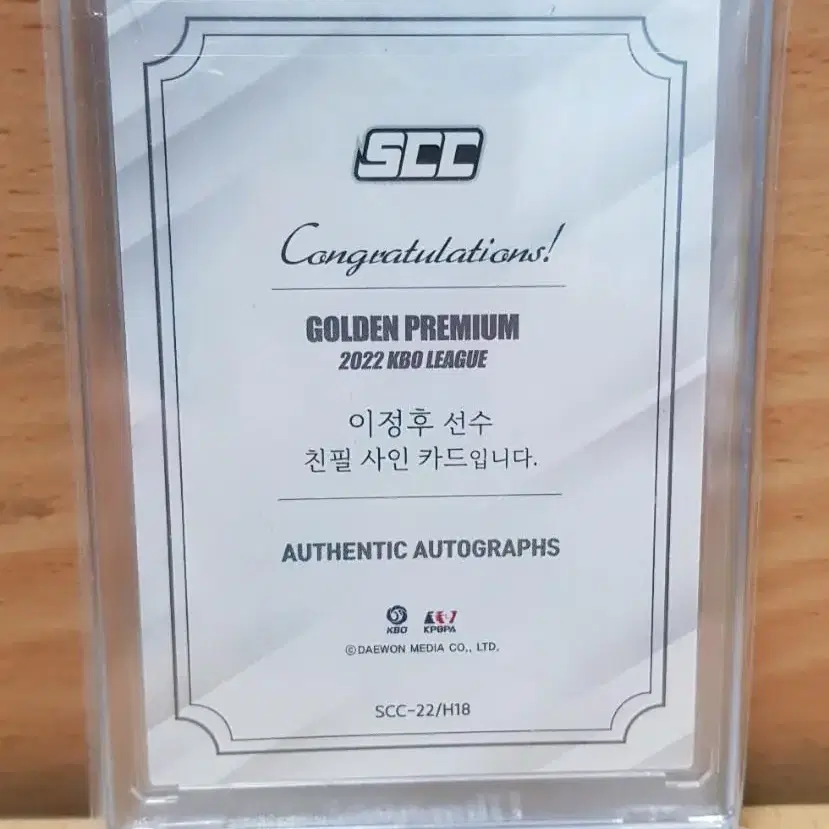 SCC
Congratulations!
GOLDEN PREMIUM
2022 KBO LEAGUE
이정후 선수
친필 사인 카드입니다.
AUTHENTIC AUTOGRAPHS
KBO KPBPA
©DAEWON MEDIA CO., LTD.
SCC-22/H18